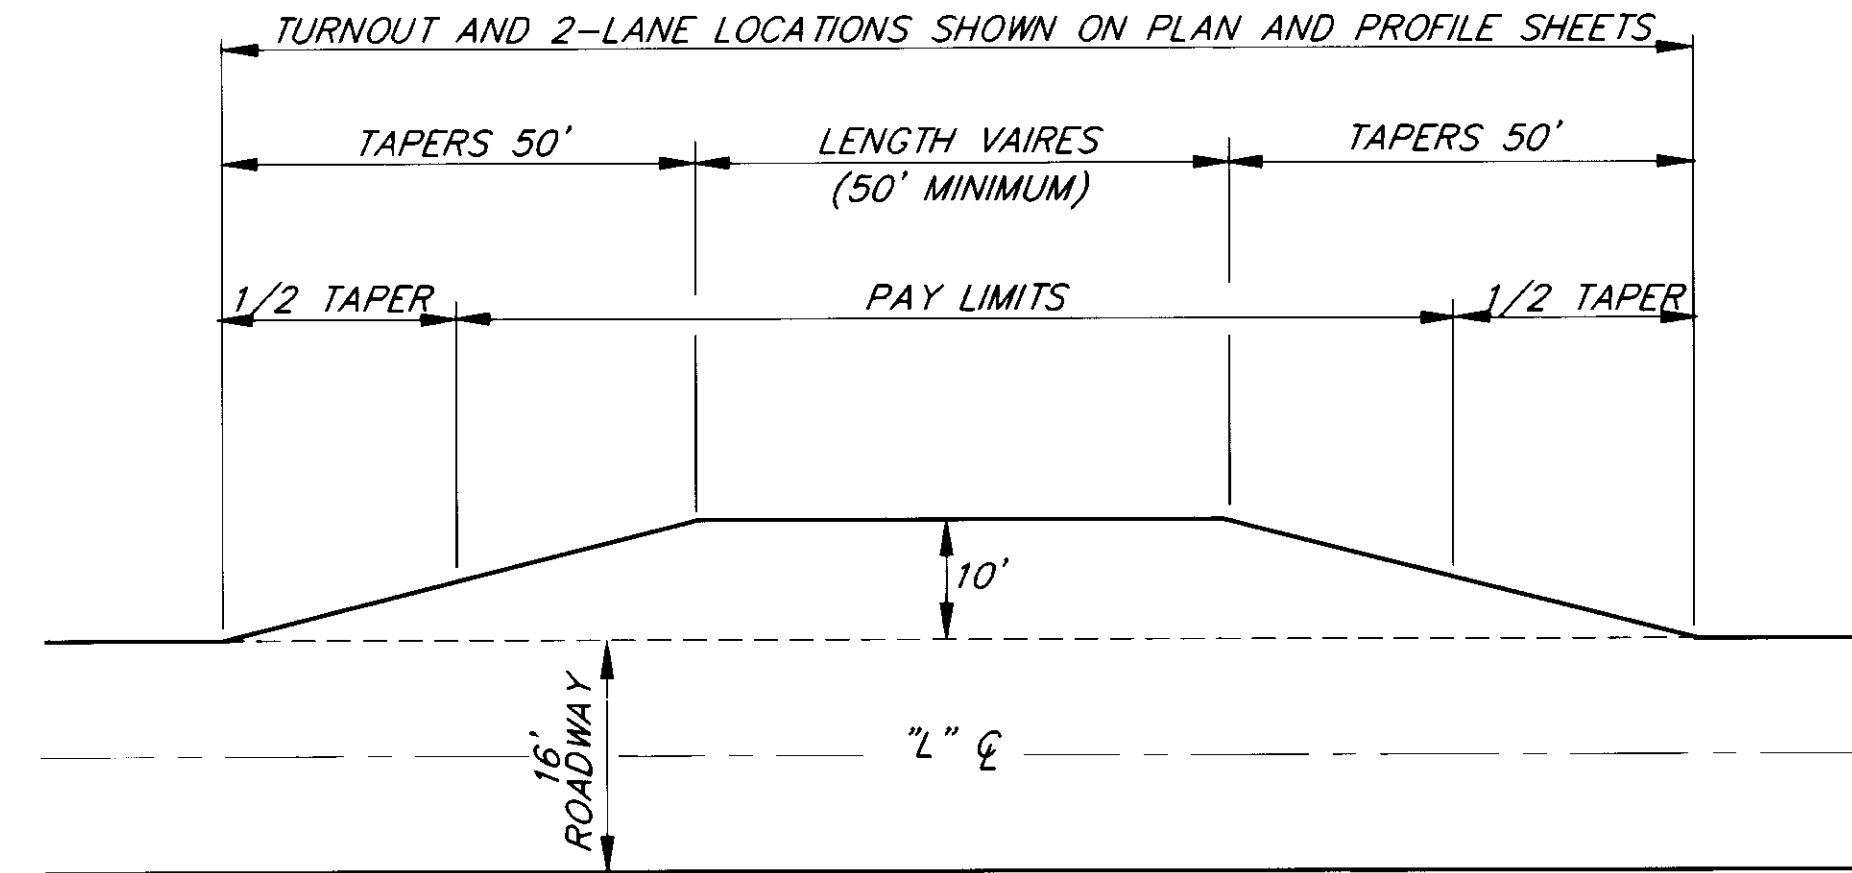 TURNOUT AND 2-LANE LOCATIONS SHOWN ON PLAN AND PROFILE SHEETS
TAPERS 50'
LENGTH VAIRES
(50' MINIMUM)
TAPERS 50'
1/2 TAPER
PAY LIMITS
1/2 TAPER
10'
16'
ROADWAY
"L" ℄